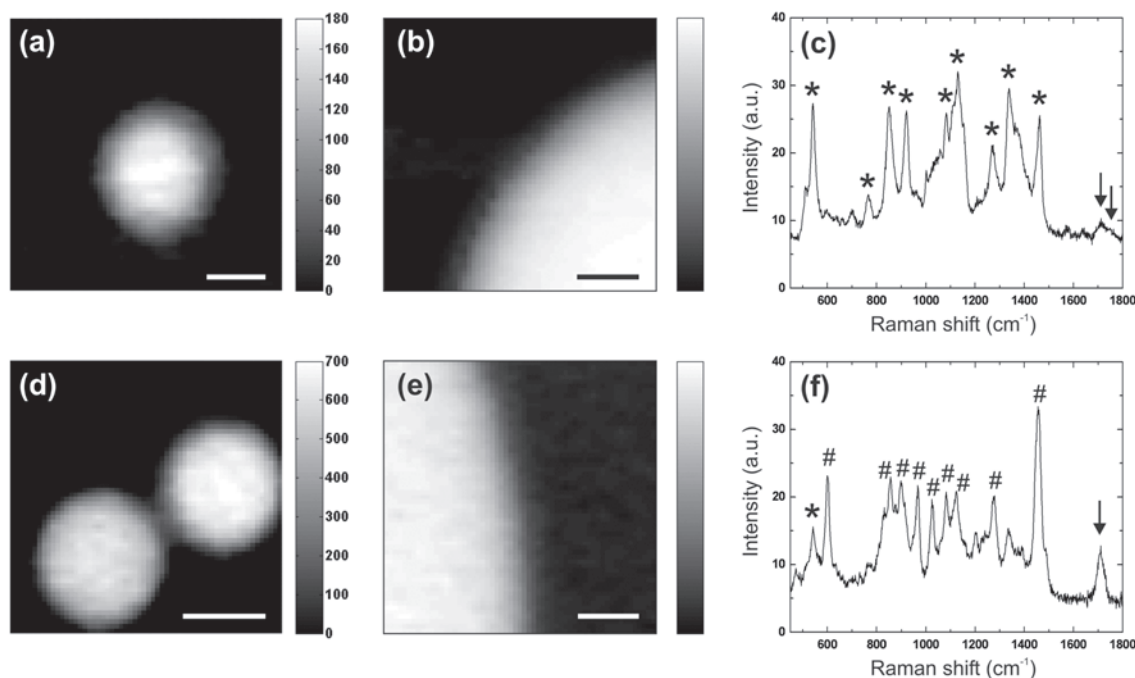 (a)
180
160
140
120
100
80
60
40
20
0
(b)
(c)
Intensity (a.u.)
40
30
20
10
0
* * * * * * * * *
600 800 1000 1200 1400 1600 1800
Raman shift (cm⁻¹)
(d)
700
600
500
400
300
200
100
0
(e)
(f)
Intensity (a.u.)
40
30
20
10
0
* # # # # # # # # #
600 800 1000 1200 1400 1600 1800
Raman shift (cm⁻¹)